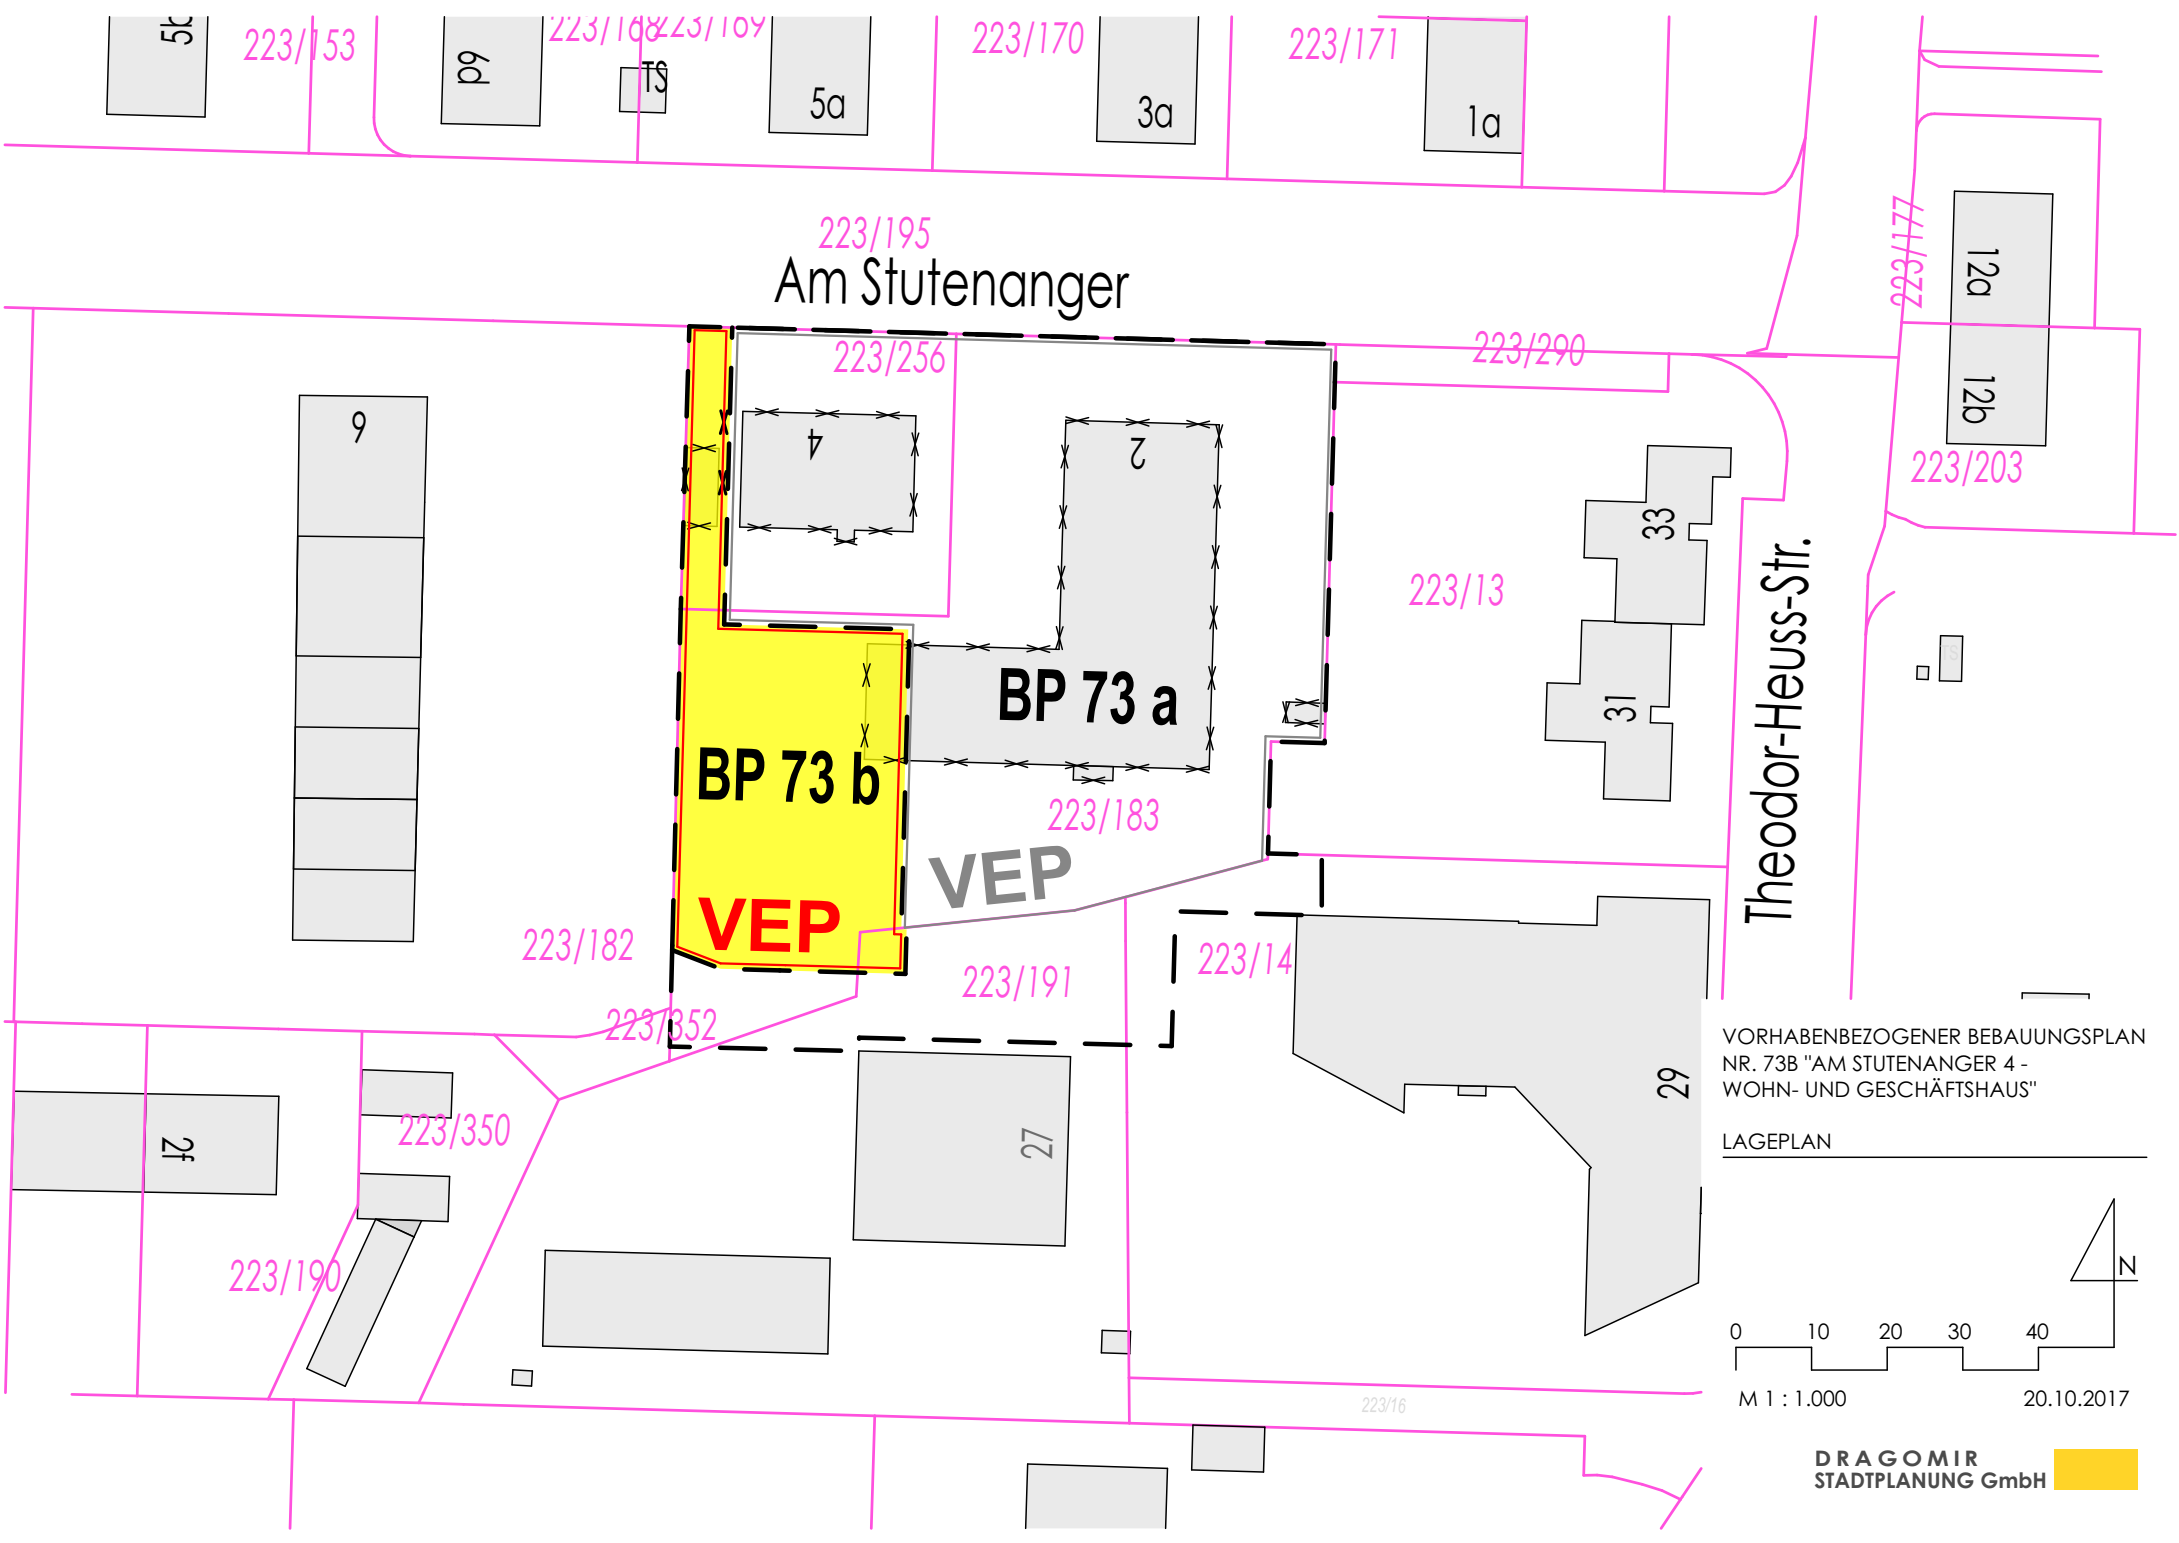 5b
223/153
6d
223/168
223/169
TS
5a
223/170
3a
223/171
1a
223/195
Am Stutenanger
223/177
12a
12b
223/203
223/256
223/290
6
4
2
33
223/13
31
Theodor-Heuss-Str.
TS
BP 73 a
BP 73 b
223/183
VEP
VEP
223/182
223/191
223/14
223/352
29
27
2f
223/350
223/190
223/16
VORHABENBEZOGENER BEBAUUNGSPLAN
NR. 73B "AM STUTENANGER 4 -
WOHN- UND GESCHÄFTSHAUS"
LAGEPLAN
N
0 10 20 30 40
M 1 : 1.000 20.10.2017
DRAGOMIR
STADTPLANUNG GmbH